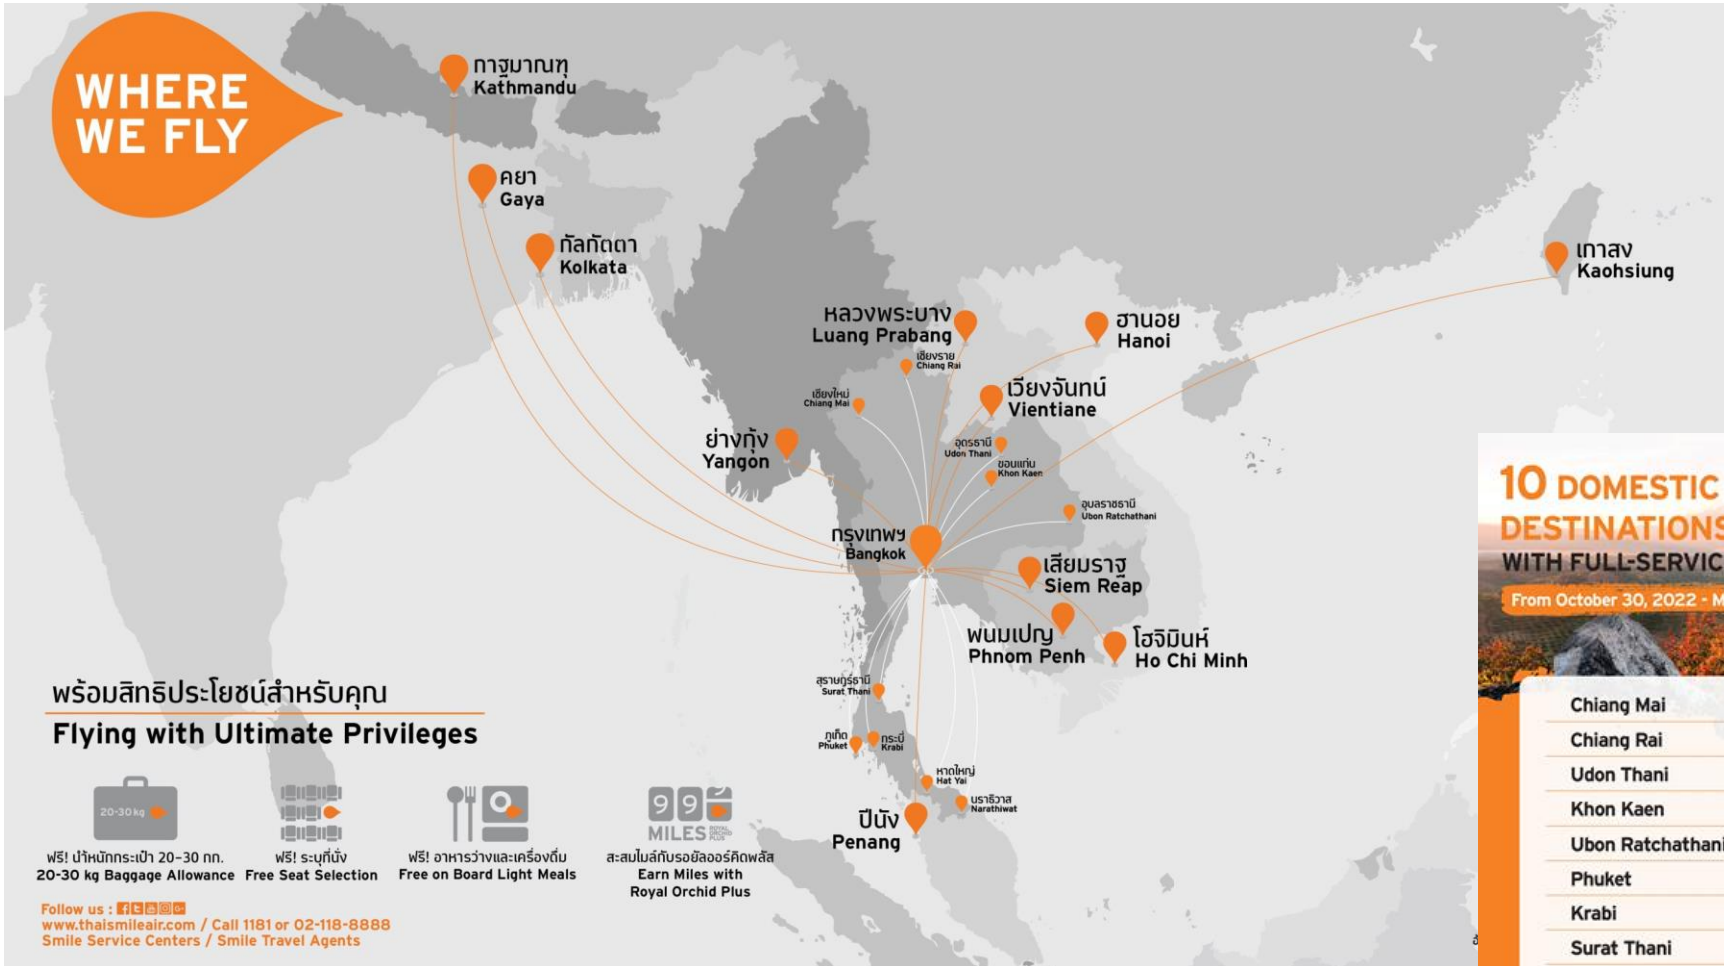 WHERE
WE FLY
กาฐมาณฑุ
Kathmandu
คยา
Gaya
กัลกัตตา
Kolkata
เกาสง
Kaohsiung
หลวงพระบาง
Luang Prabang
ฮานอย
Hanoi
เชียงราย
Chiang Rai
เวียงจันทน์
Vientiane
เชียงใหม่
Chiang Mai
ย่างกุ้ง
Yangon
อุดรธานี
Udon Thani
ขอนแก่น
Khon Kaen
อุบลราชธานี
Ubon Ratchathani
กรุงเทพฯ
Bangkok
เสียมราฐ
Siem Reap
พนมเปญ
Phnom Penh
โฮจิมินห์
Ho Chi Minh
สุราษฎร์ธานี
Surat Thani
ภูเก็ต
Phuket
กระบี่
Krabi
หาดใหญ่
Hat Yai
นราธิวาส
Narathiwat
ปีนัง
Penang
พร้อมสิทธิประโยชน์สำหรับคุณ
Flying with Ultimate Privileges
20-30 kg
999
MILES ROYAL ORCHID PLUS
ฟรี! น้ำหนักกระเป๋า 20-30 กก.
20-30 kg Baggage Allowance
ฟรี! ระบุที่นั่ง
Free Seat Selection
ฟรี! อาหารว่างและเครื่องดื่ม
Free on Board Light Meals
สะสมไมล์กับรอยัลออร์คิดพลัส
Earn Miles with
Royal Orchid Plus
Follow us :
www.thaismileair.com / Call 1181 or 02-118-8888
Smile Service Centers / Smile Travel Agents
10 DOMESTIC
DESTINATIONS
WITH FULL-SERVIC
From October 30, 2022 - M
Chiang Mai
Chiang Rai
Udon Thani
Khon Kaen
Ubon Ratchathani
Phuket
Krabi
Surat Thani